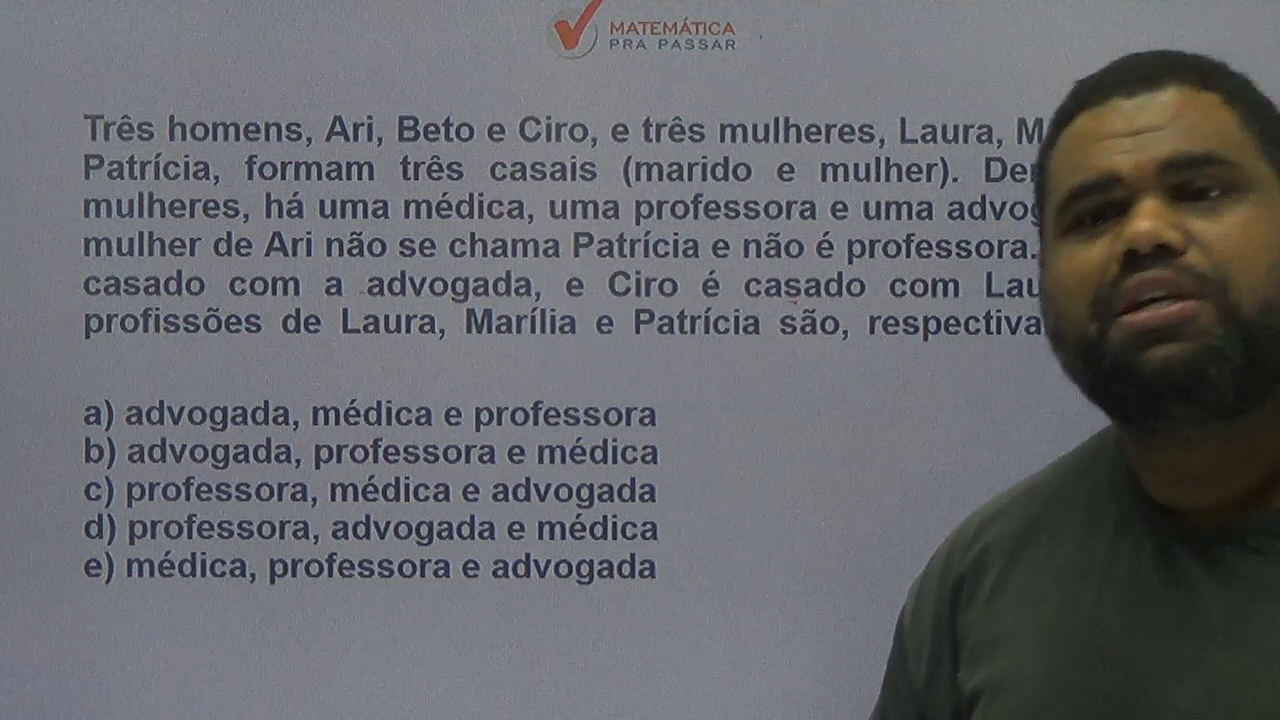 MATEMÁTICA
PRA PASSAR
Três homens, Ari, Beto e Ciro, e três mulheres, Laura,
Patrícia, formam três casais (marido e mulher).
mulheres, há uma médica, uma professora e uma
mulher de Ari não se chama Patrícia e não é professora.
casado com a advogada, e Ciro é casado com
profissões de Laura, Marília e Patrícia são,
a) advogada, médica e professora
b) advogada, professora e médica
c) professora, médica e advogada
d) professora, advogada e médica
e) médica, professora e advogada